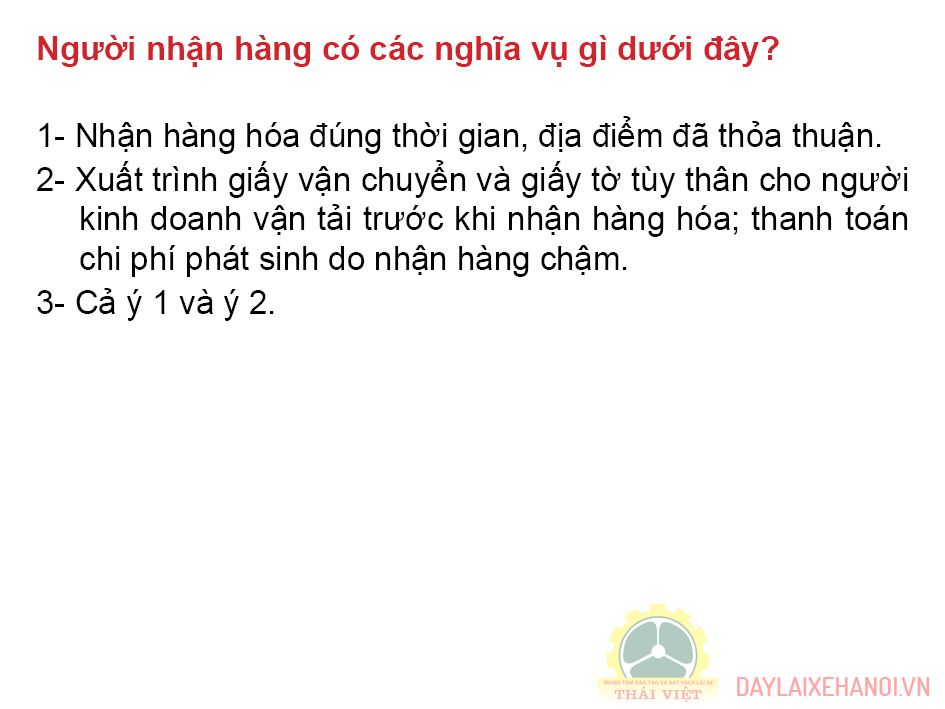 Người nhận hàng có các nghĩa vụ gì dưới đây?
1- Nhận hàng hóa đúng thời gian, địa điểm đã thỏa thuận.
2- Xuất trình giấy vận chuyển và giấy tờ tùy thân cho người
kinh doanh vận tải trước khi nhận hàng hóa; thanh toán
chi phí phát sinh do nhận hàng chậm.
3- Cả ý 1 và ý 2.
TRUNG TÂM ĐÀO TẠO VÀ SÁT HẠCH LÁI XE
THÁI VIỆT
DAYLAIXEHANOI.VN